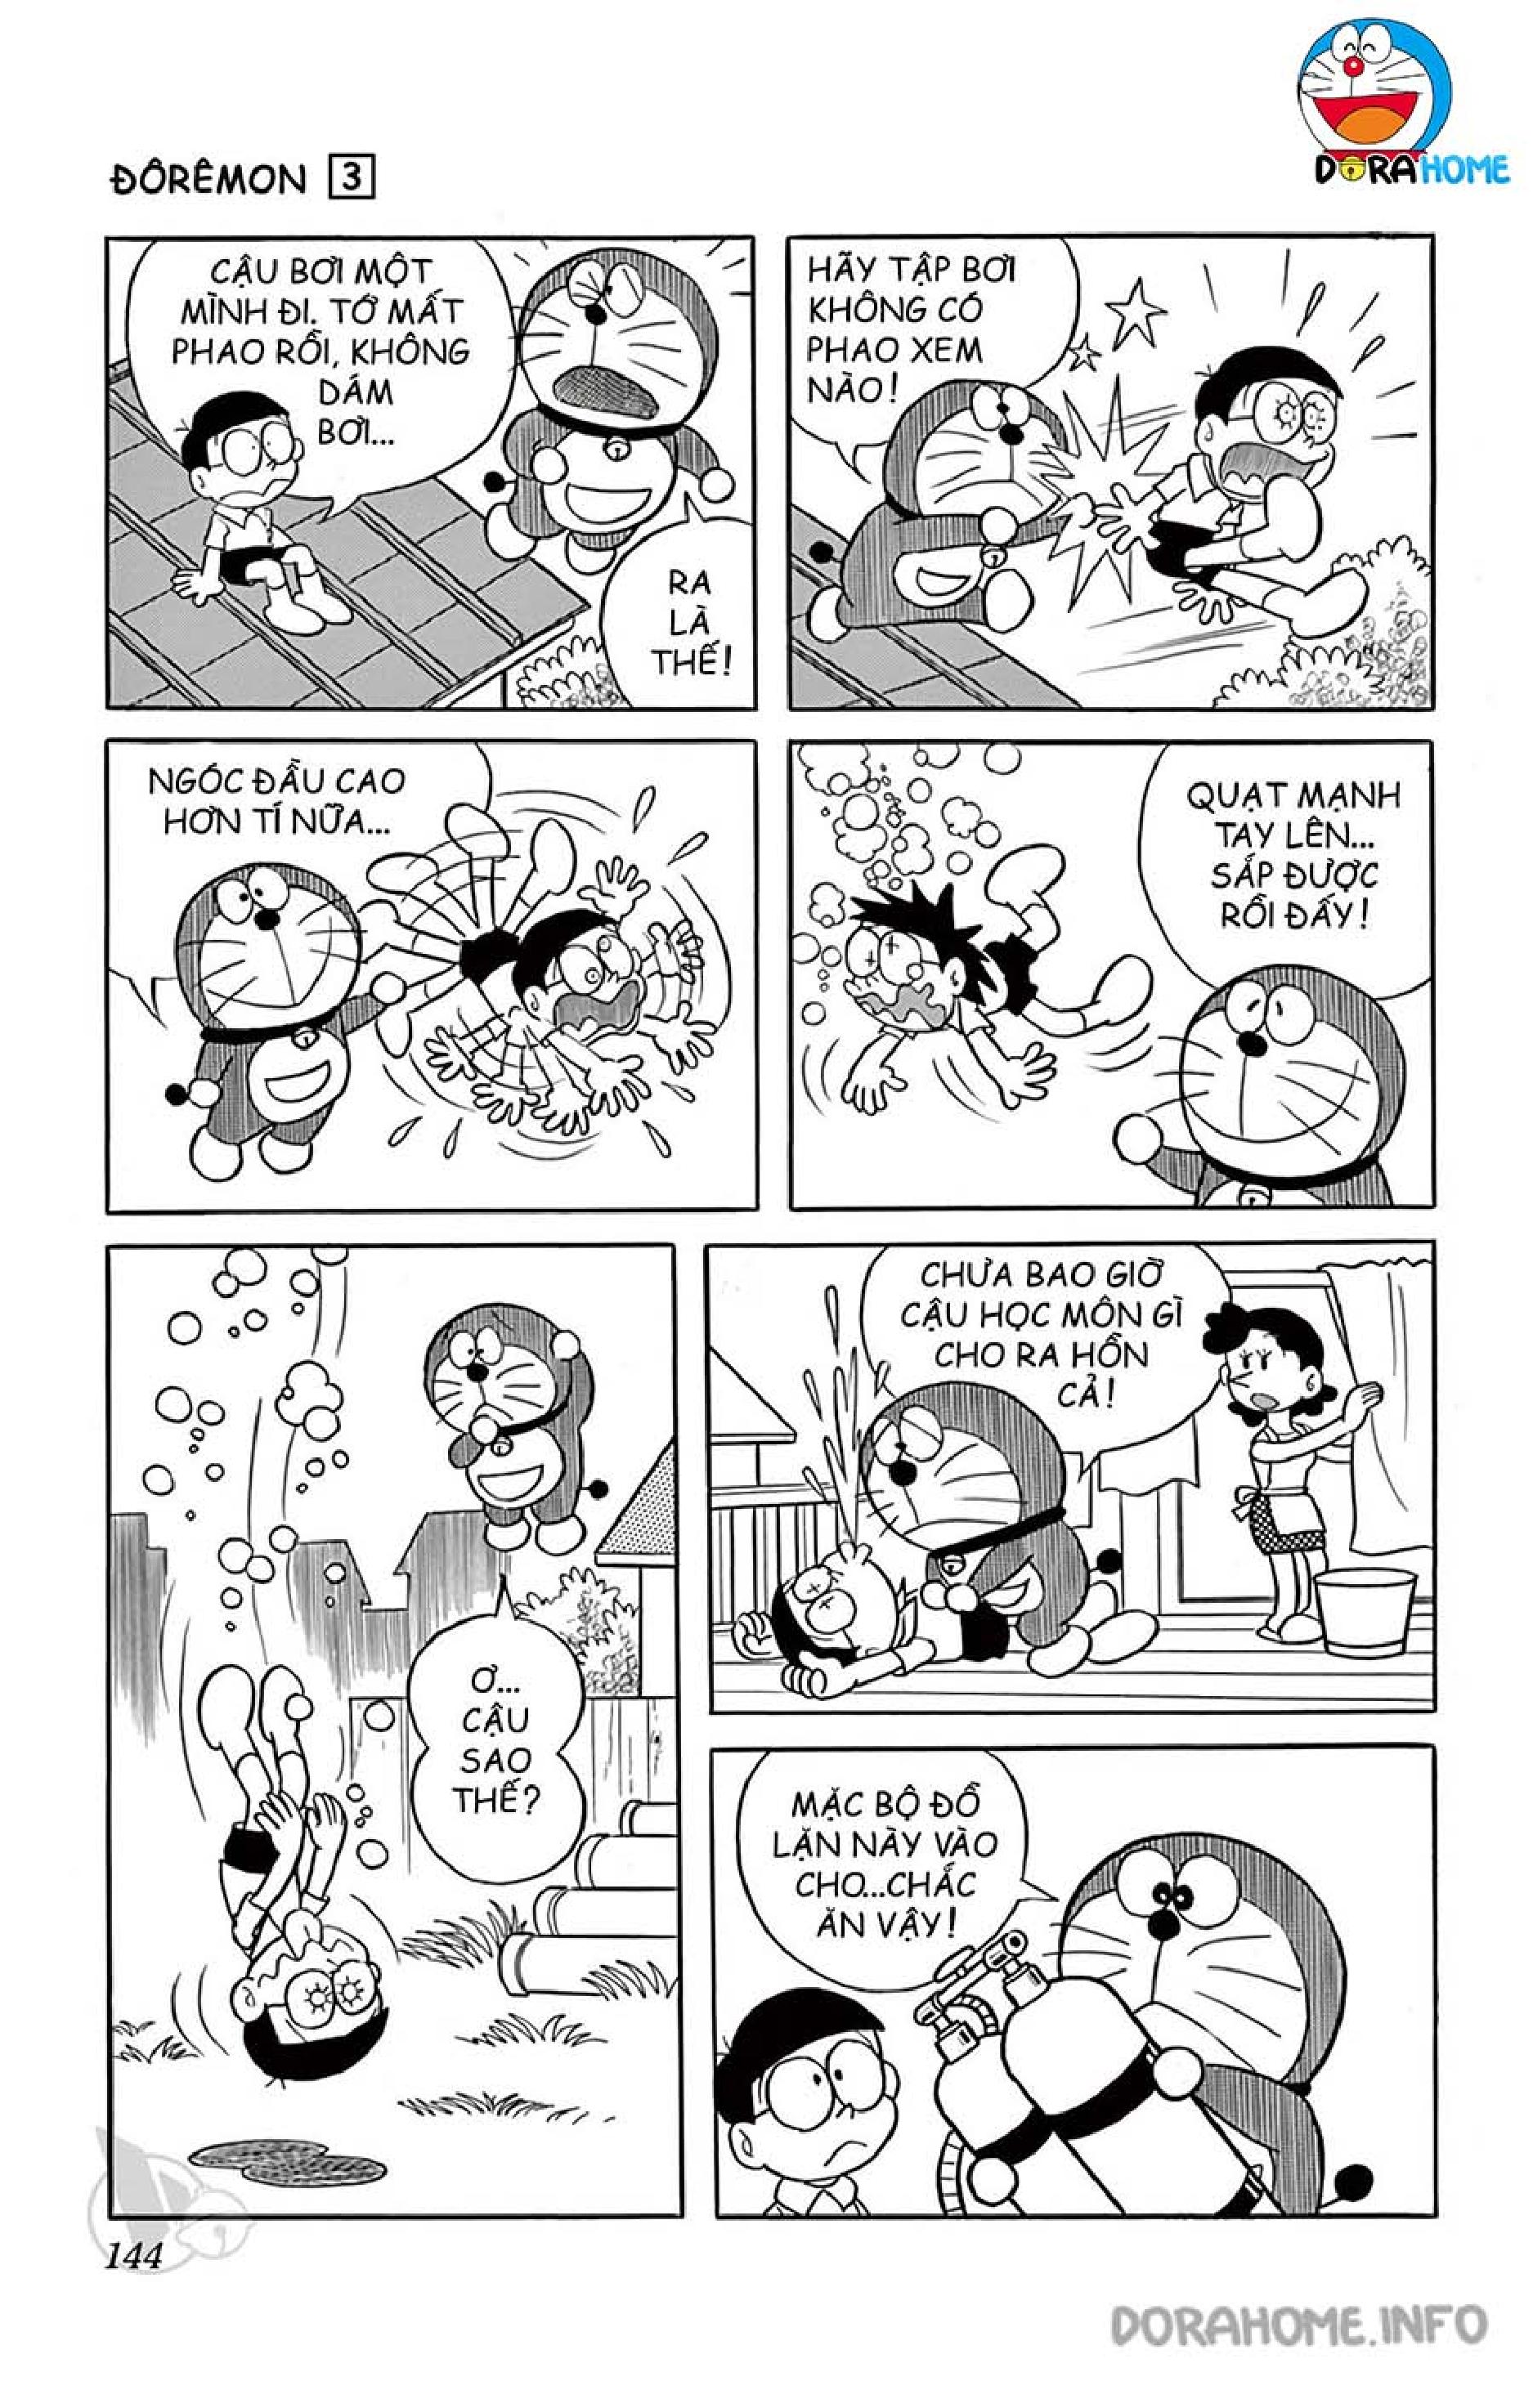 DORAHOME
ĐÔRÊMON 3
CẬU BƠI MỘT
MÌNH ĐI. TỚ MẤT
PHAO RỒI, KHÔNG
DÁM
BƠI...
RA
LÀ
THẾ!
HÃY TẬP BƠI
KHÔNG CÓ
PHAO XEM
NÀO!
NGÓC ĐẦU CAO
HƠN TÍ NỮA...
QUẠT MẠNH
TAY LÊN...
SẮP ĐƯỢC
RỒI ĐẤY!
Ơ...
CẬU
SAO
THẾ?
CHƯA BAO GIỜ
CẬU HỌC MÔN GÌ
CHO RA HỒN
CẢ!
MẶC BỘ ĐỒ
LẶN NÀY VÀO
CHO...CHẮC
ĂN VẬY!
144
DORAHOME.INFO